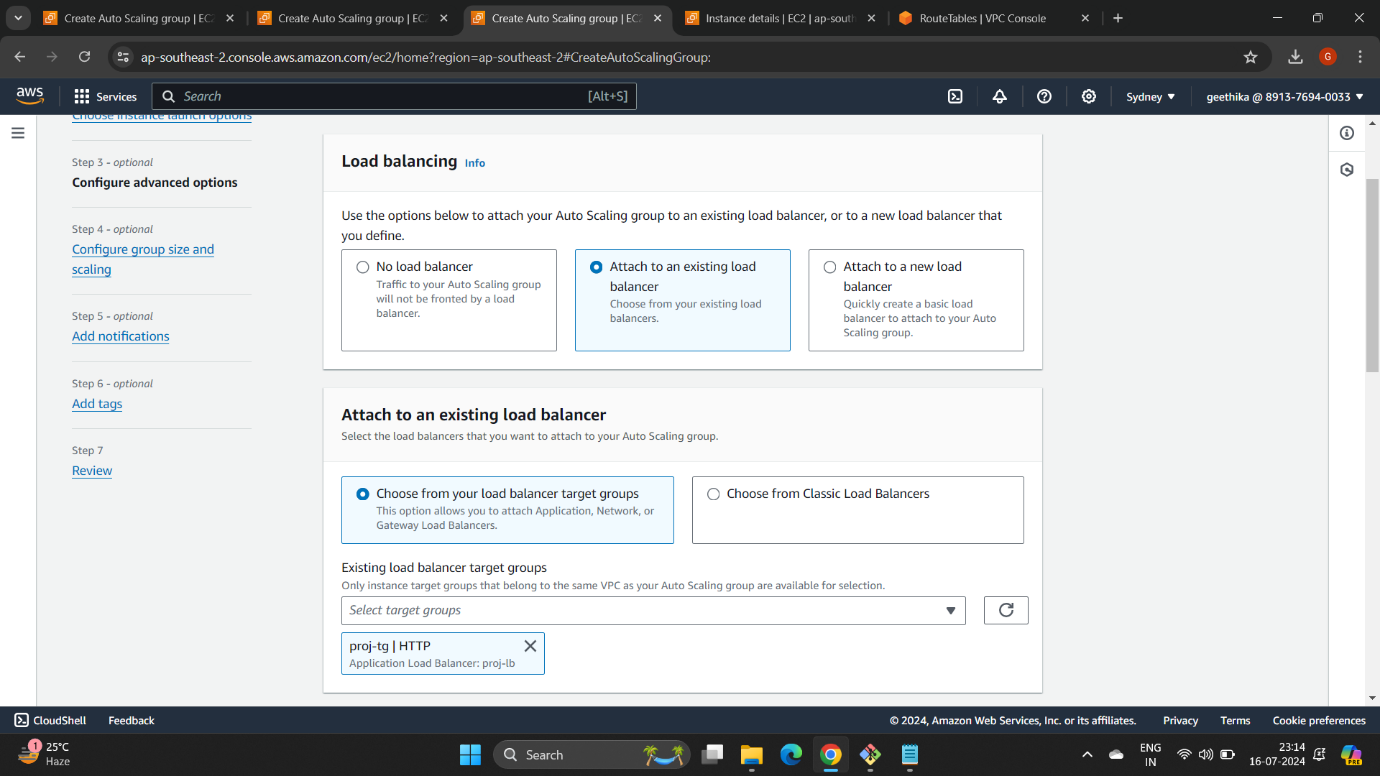 Create Auto Scaling group | EC2
Create Auto Scaling group | EC2
Create Auto Scaling group | EC2
Instance details | EC2 | ap-south
RouteTables | VPC Console
ap-southeast-2.console.aws.amazon.com/ec2/home?region=ap-southeast-2#CreateAutoScalingGroup:
G
aws
Services
Search
[Alt+S]
Sydney
geethika @ 8913-7694-0033
Choose instance launch options
Step 3 - optional
Configure advanced options
Step 4 - optional
Configure group size and
scaling
Step 5 - optional
Add notifications
Step 6 - optional
Add tags
Step 7
Review
Load balancing Info
Use the options below to attach your Auto Scaling group to an existing load balancer, or to a new load balancer that
you define.
No load balancer
Traffic to your Auto Scaling group
will not be fronted by a load
balancer.
Attach to an existing load
balancer
Choose from your existing load
balancers.
Attach to a new load
balancer
Quickly create a basic load
balancer to attach to your Auto
Scaling group.
Attach to an existing load balancer
Select the load balancers that you want to attach to your Auto Scaling group.
Choose from your load balancer target groups
This option allows you to attach Application, Network, or
Gateway Load Balancers.
Choose from Classic Load Balancers
Existing load balancer target groups
Only instance target groups that belong to the same VPC as your Auto Scaling group are available for selection.
Select target groups
proj-tg | HTTP
Application Load Balancer: proj-lb
CloudShell
Feedback
© 2024, Amazon Web Services, Inc. or its affiliates.
Privacy
Terms
Cookie preferences
1
25°C
Haze
Search
ENG
IN
23:14
16-07-2024
PRE